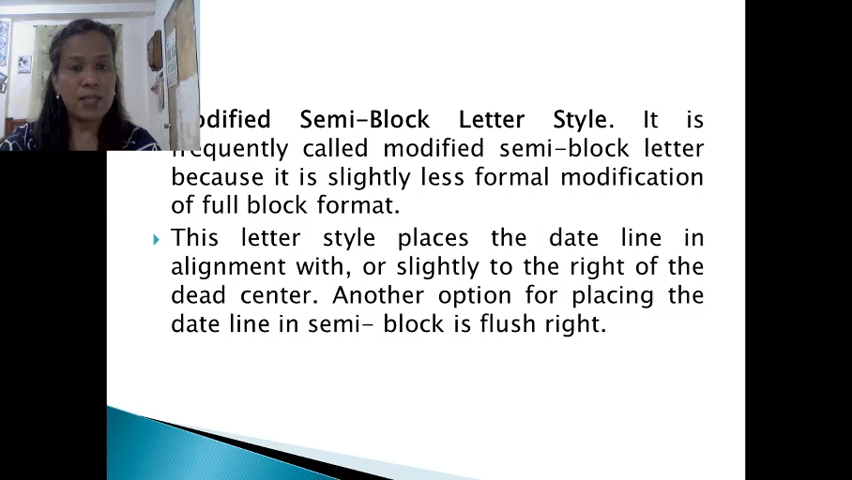 odified Semi-Block Letter Style. It is
frequently called modified semi-block letter
because it is slightly less formal modification
of full block format.
This letter style places the date line in
alignment with, or slightly to the right of the
dead center. Another option for placing the
date line in semi- block is flush right.